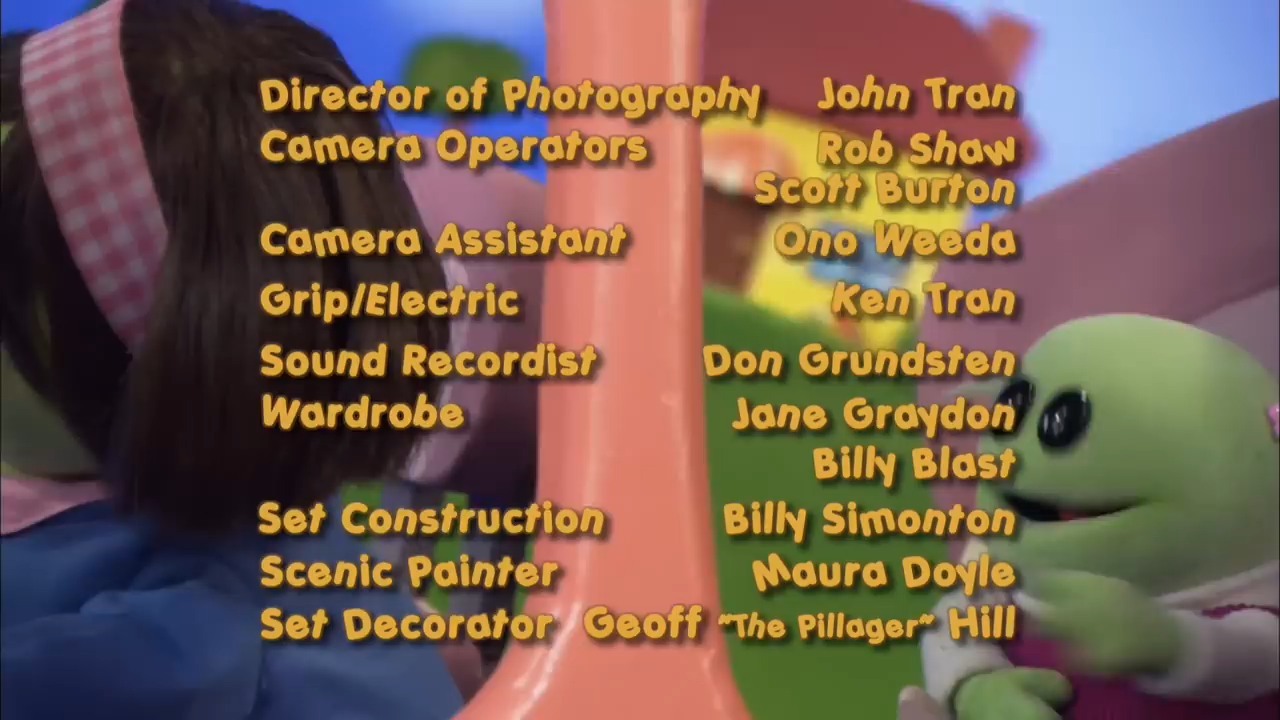 Director of Photography John Tran
Camera Operators Rob Shaw
Scott Burton
Camera Assistant Ono Weeda
Grip/Electric Ken Tran
Sound Recordist Don Grundsten
Wardrobe Jane Graydon
Billy Blast
Set Construction Billy Simonton
Scenic Painter Maura Doyle
Set Decorator Geoff "The Pillager" Hill